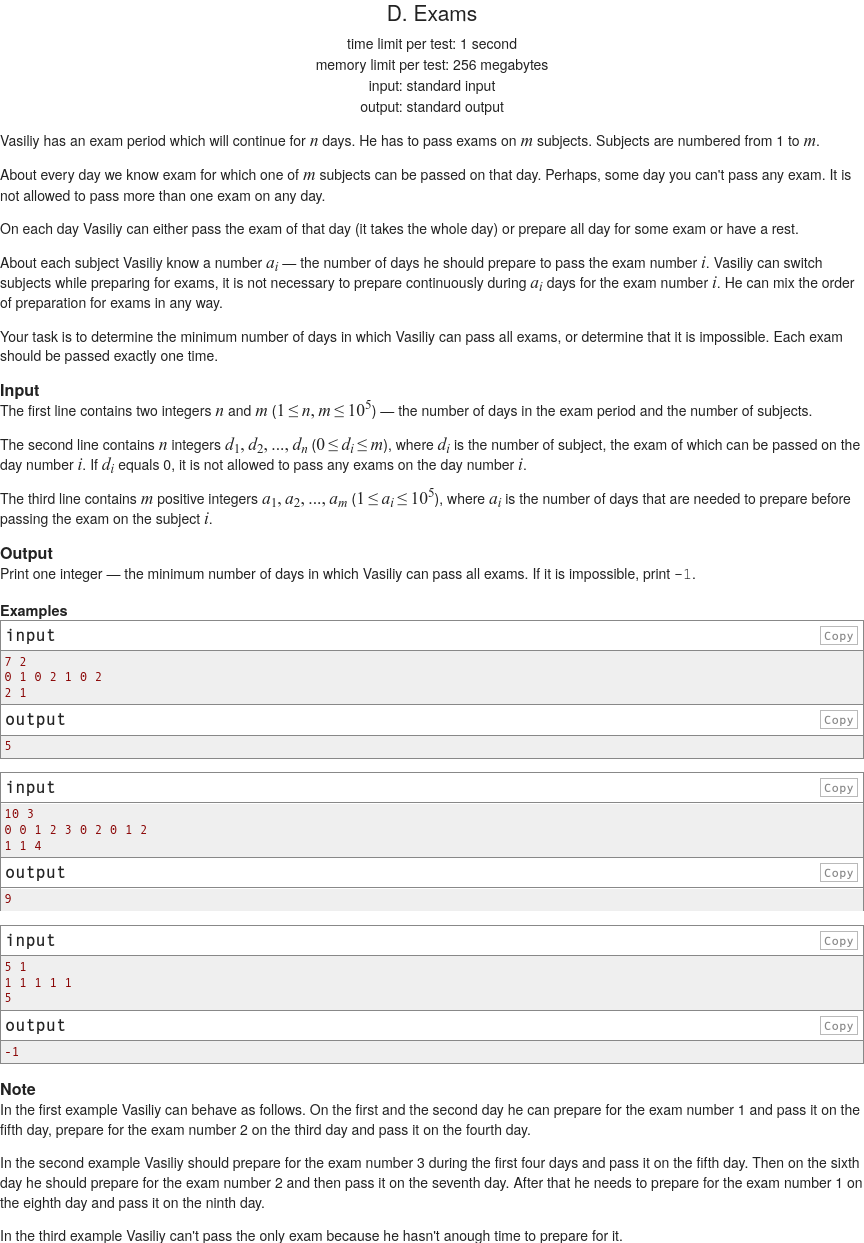 D. Exams
time limit per test: 1 second
memory limit per test: 256 megabytes
input: standard input
output: standard output
Vasiliy has an exam period which will continue for n days. He has to pass exams on m subjects. Subjects are numbered from 1 to m.
About every day we know exam for which one of m subjects can be passed on that day. Perhaps, some day you can't pass any exam. It is
not allowed to pass more than one exam on any day.
On each day Vasiliy can either pass the exam of that day (it takes the whole day) or prepare all day for some exam or have a rest.
About each subject Vasiliy know a number a_i — the number of days he should prepare to pass the exam number i. Vasiliy can switch
subjects while preparing for exams, it is not necessary to prepare continuously during a_i days for the exam number i. He can mix the order
of preparation for exams in any way.
Your task is to determine the minimum number of days in which Vasiliy can pass all exams, or determine that it is impossible. Each exam
should be passed exactly one time.
Input
The first line contains two integers n and m (1 ≤ n, m ≤ 10^5) — the number of days in the exam period and the number of subjects.
The second line contains n integers d_1, d_2, ..., d_n (0 ≤ d_i ≤ m), where d_i is the number of subject, the exam of which can be passed on the
day number i. If d_i equals 0, it is not allowed to pass any exams on the day number i.
The third line contains m positive integers a_1, a_2, ..., a_m (1 ≤ a_i ≤ 10^5), where a_i is the number of days that are needed to prepare before
passing the exam on the subject i.
Output
Print one integer — the minimum number of days in which Vasiliy can pass all exams. If it is impossible, print -1.
Examples
input Copy
7 2
0 1 0 2 1 0 2
2 1
output Copy
5
input Copy
10 3
0 0 1 2 3 0 2 0 1 2
1 1 4
output Copy
9
input Copy
5 1
1 1 1 1 1
5
output Copy
-1
Note
In the first example Vasiliy can behave as follows. On the first and the second day he can prepare for the exam number 1 and pass it on the
fifth day, prepare for the exam number 2 on the third day and pass it on the fourth day.
In the second example Vasiliy should prepare for the exam number 3 during the first four days and pass it on the fifth day. Then on the sixth
day he should prepare for the exam number 2 and then pass it on the seventh day. After that he needs to prepare for the exam number 1 on
the eighth day and pass it on the ninth day.
In the third example Vasiliy can't pass the only exam because he hasn't anough time to prepare for it.